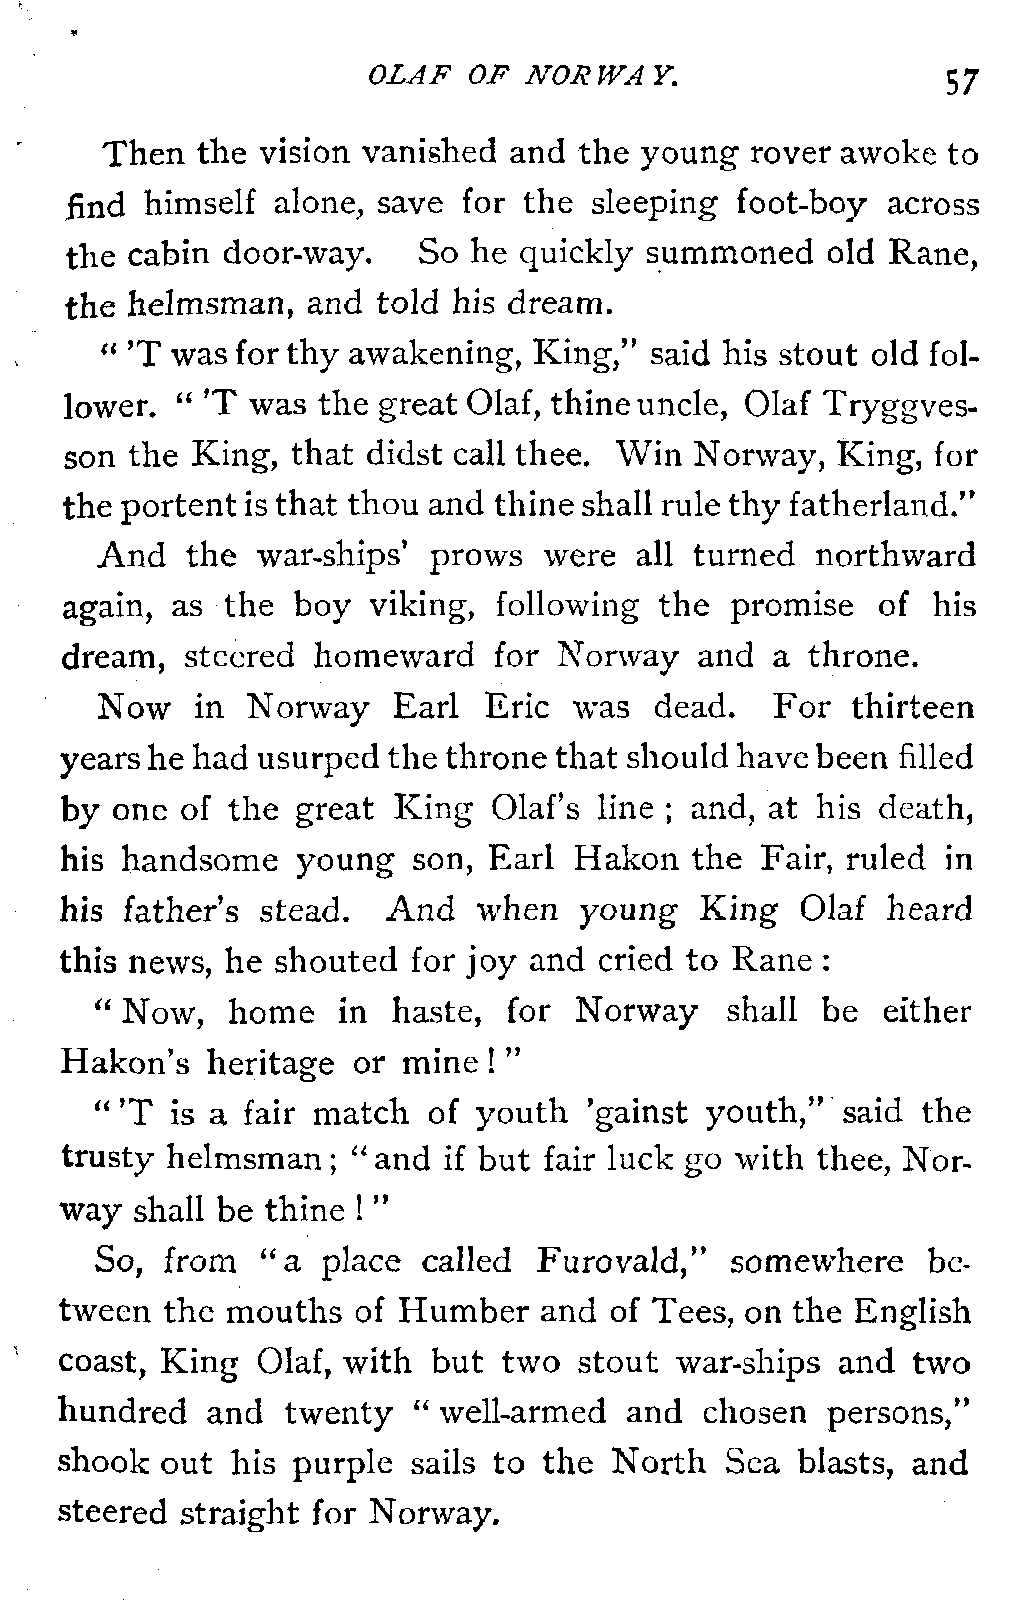 OLAF OF NORWAY. 57
Then the vision vanished and the young rover awoke to
find himself alone, save for the sleeping foot-boy across
the cabin door-way. So he quickly summoned old Rane,
the helmsman, and told his dream.
“ ’T was for thy awakening, King,” said his stout old fol-
lower. “ ’T was the great Olaf, thine uncle, Olaf Tryggves-
son the King, that didst call thee. Win Norway, King, for
the portent is that thou and thine shall rule thy fatherland.”
And the war-ships’ prows were all turned northward
again, as the boy viking, following the promise of his
dream, steered homeward for Norway and a throne.
Now in Norway Earl Eric was dead. For thirteen
years he had usurped the throne that should have been filled
by one of the great King Olaf’s line ; and, at his death,
his handsome young son, Earl Hakon the Fair, ruled in
his father’s stead. And when young King Olaf heard
this news, he shouted for joy and cried to Rane :
“ Now, home in haste, for Norway shall be either
Hakon’s heritage or mine ! ”
“ ’T is a fair match of youth ’gainst youth,” said the
trusty helmsman ; “ and if but fair luck go with thee, Nor-
way shall be thine ! ”
So, from “ a place called Furovald,” somewhere be-
tween the mouths of Humber and of Tees, on the English
coast, King Olaf, with but two stout war-ships and two
hundred and twenty “ well-armed and chosen persons,”
shook out his purple sails to the North Sea blasts, and
steered straight for Norway.